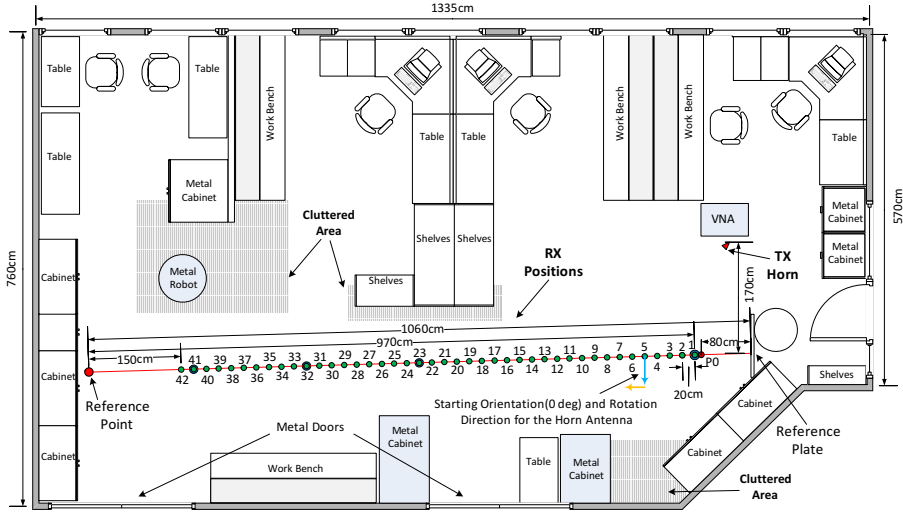 1335cm
760cm
570cm
Table
Table
Table
Work Bench
Metal
Cabinet
Cluttered
Area
Metal
Robot
Cabinet
Cabinet
Cabinet
Table
Table
Shelves
Shelves
Shelves
RX
Positions
Work Bench
Work Bench
Table
VNA
TX
Horn
Metal
Cabinet
Metal
Cabinet
170cm
1060cm
970cm
150cm
80cm
P0
20cm
41 39 37 35 33 31 29 27 25 23 21 19 17 15 13 11 9 7 5 3 2 1
42 40 38 36 34 32 30 28 26 24 22 20 18 16 14 12 10 8 6 4
Reference
Point
Starting Orientation(0 deg) and Rotation
Direction for the Horn Antenna
Shelves
Reference
Plate
Cabinet
Cabinet
Metal Doors
Metal
Cabinet
Work Bench
Table
Metal
Cabinet
Cluttered
Area